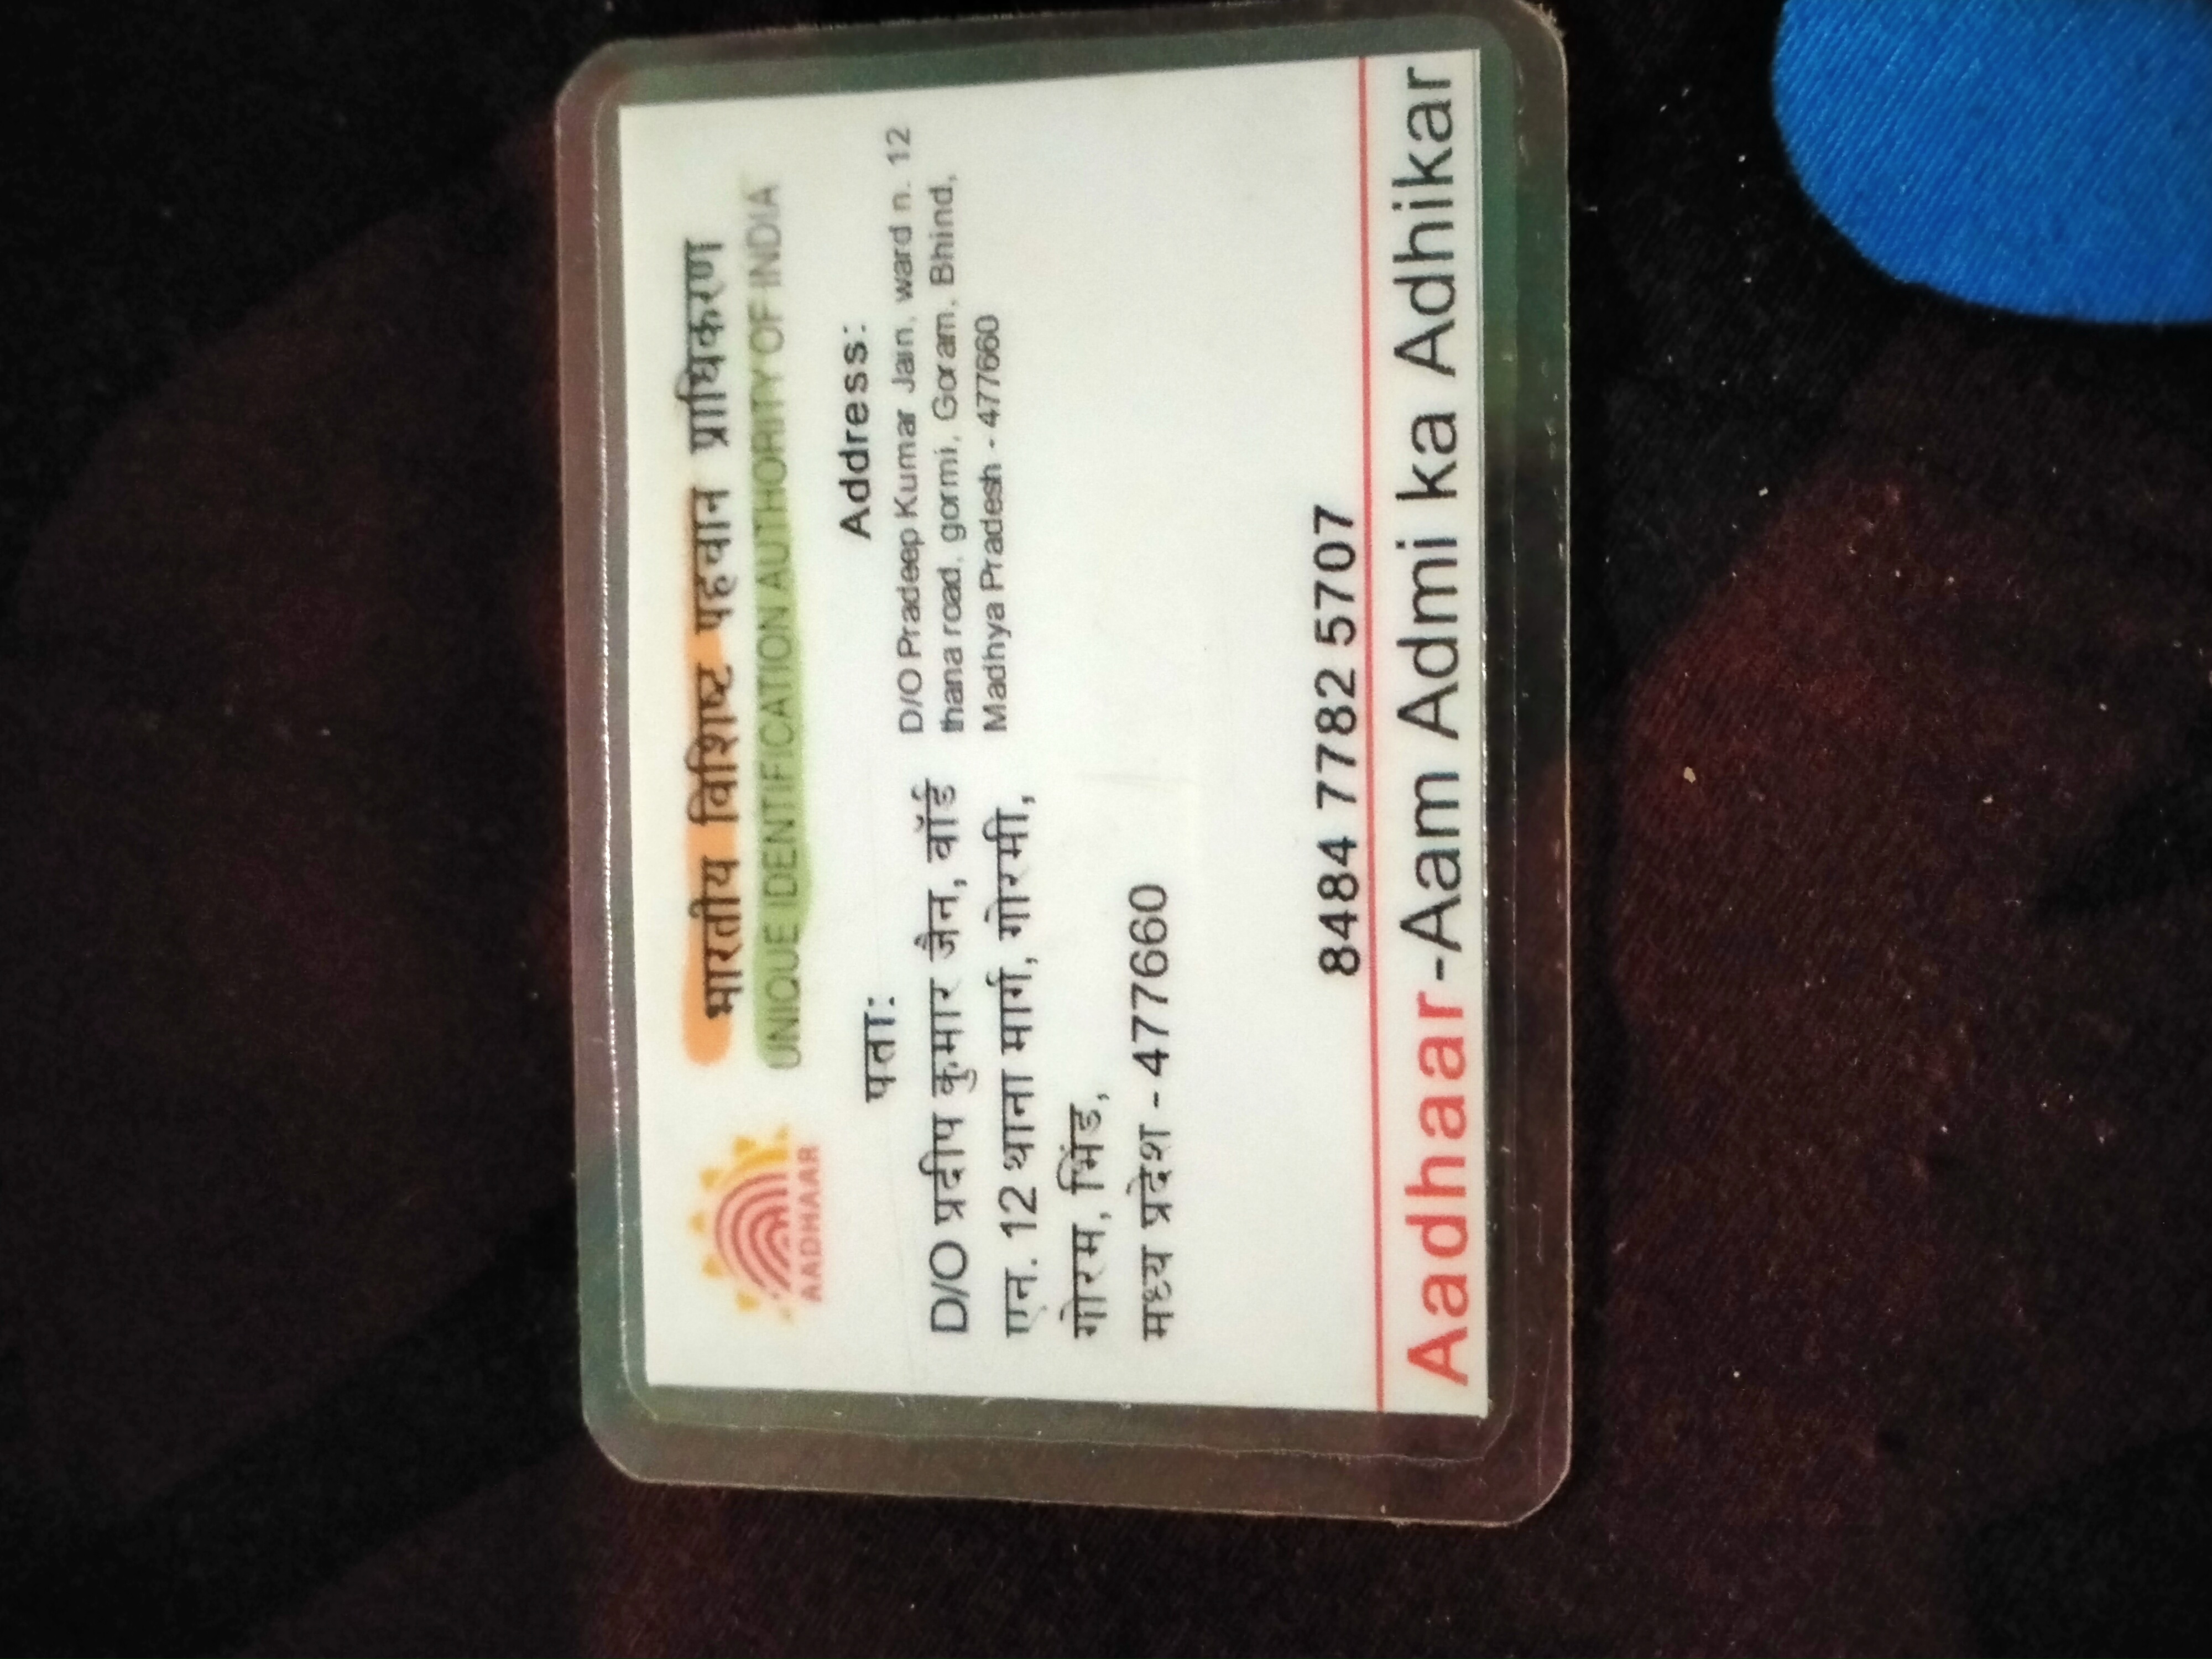 भारतीय विशिष्ट पहचान प्राधिकरण
UNIQUE IDENTIFICATION AUTHORITY OF INDIA
AADHAAR
पता:
D/O प्रदीप कुमार जैन, वॉर्ड
एन. 12 थाना मार्ग, गोरमी,
गोरम, भिंड,
मध्य प्रदेश - 477660
Address:
D/O Pradeep Kumar Jain, ward n. 12
thana road, gormi, Goram, Bhind,
Madhya Pradesh - 477660
8484 7782 5707
Aadhaar-Aam Admi ka Adhikar